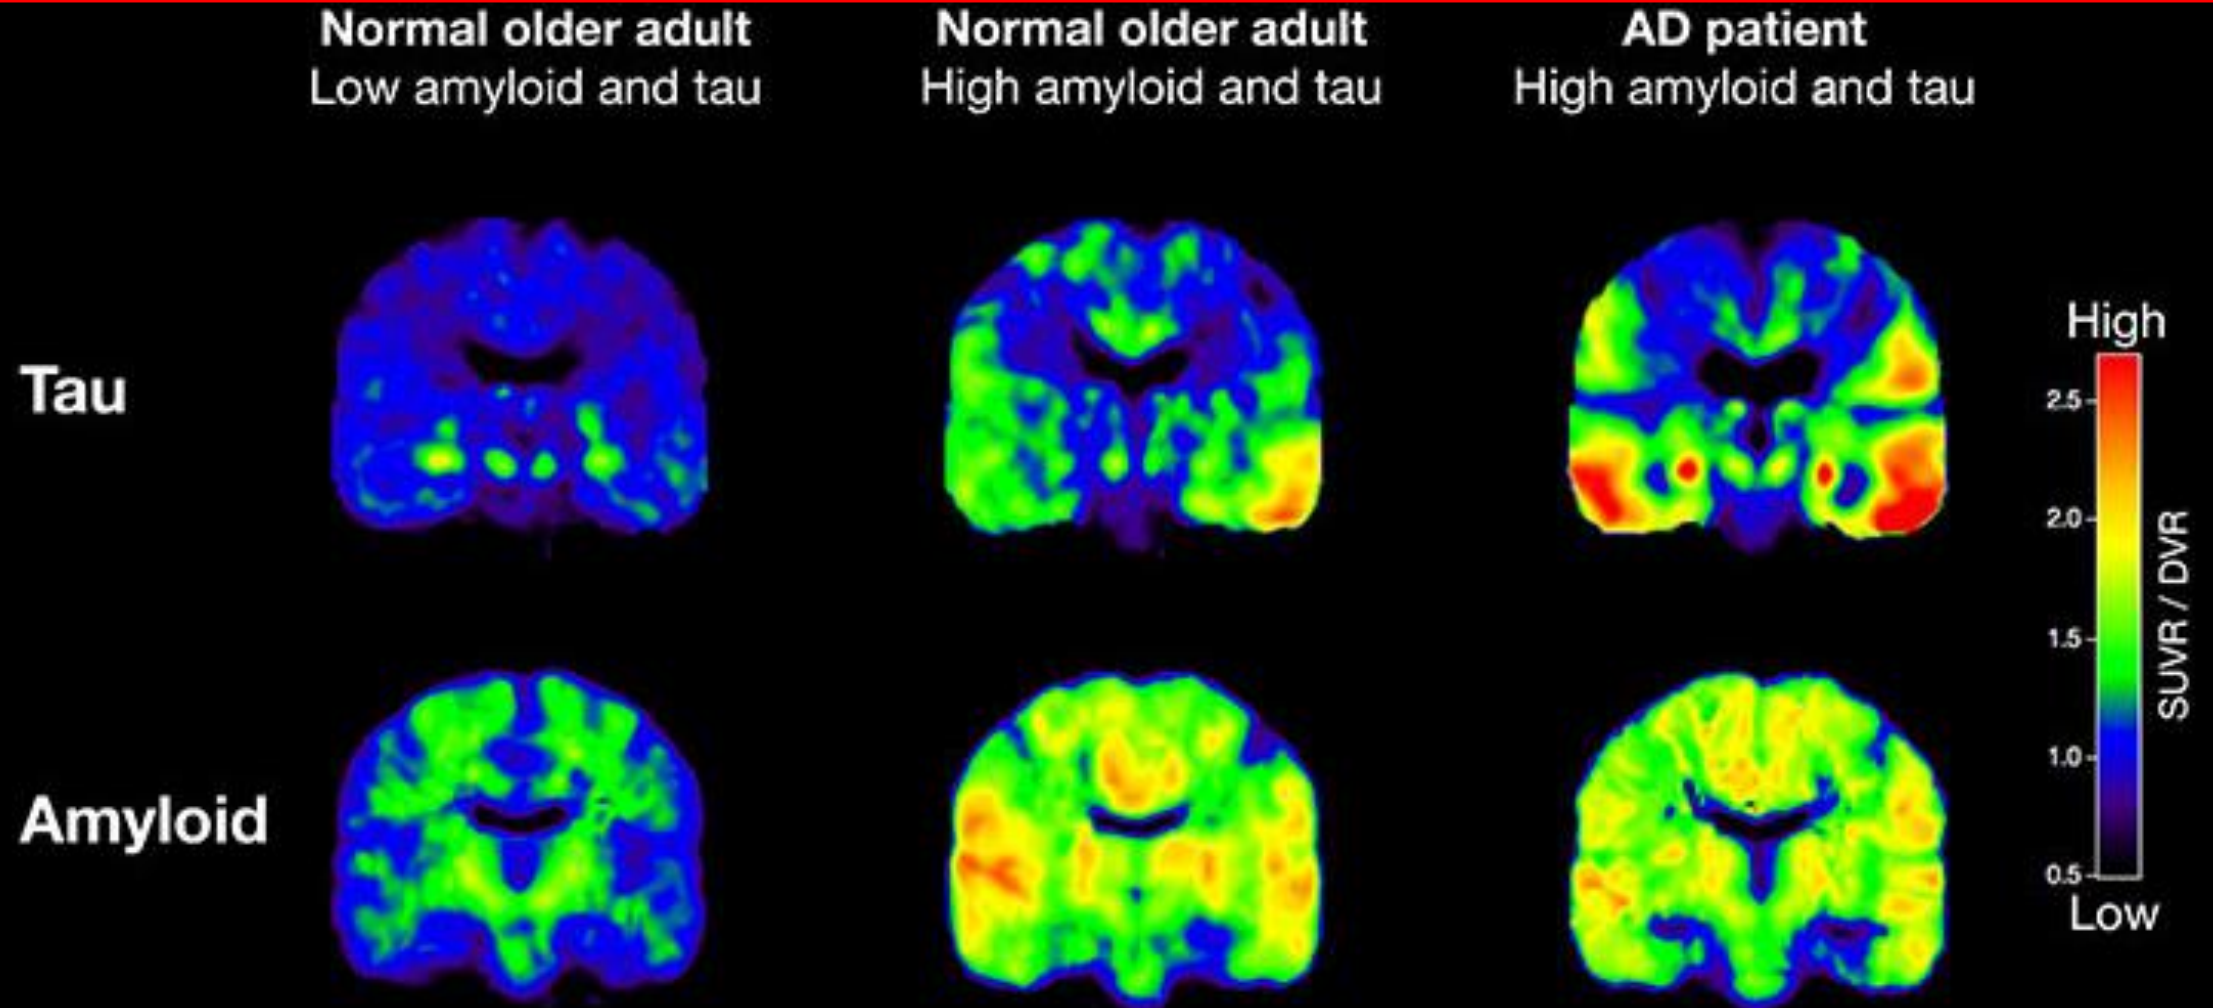 Normal older adult
Low amyloid and tau
Normal older adult
High amyloid and tau
AD patient
High amyloid and tau
Tau
Amyloid
High
2.5
2.0
1.5
1.0
0.5
Low
SUVR / DVR